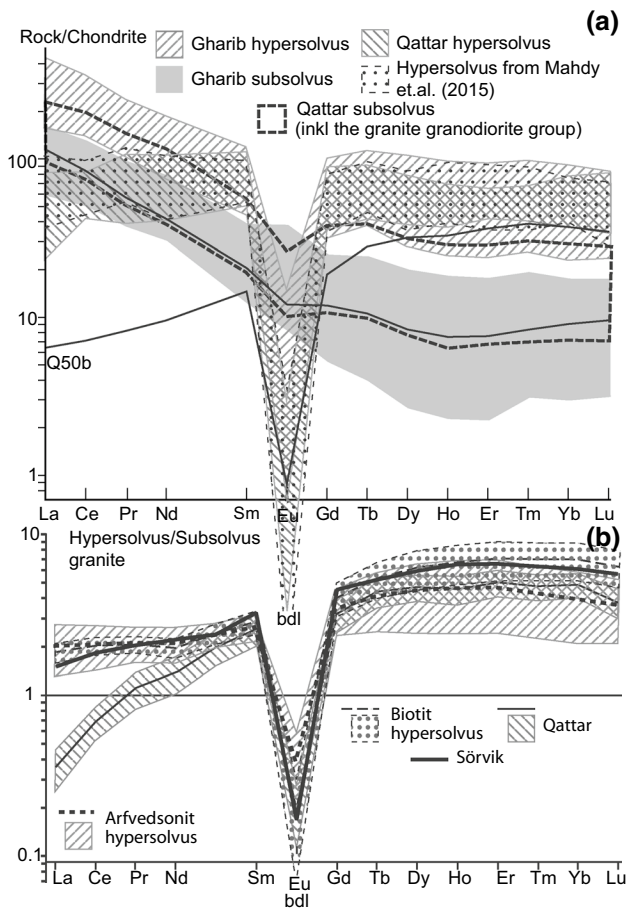 (a)
Rock/Chondrite
Gharib hypersolvus
Qattar hypersolvus
Gharib subsolvus
Hypersolvus from Mahdy
et.al. (2015)
Qattar subsolvus
(inkl the granite granodiorite group)
100
10
Q50b
1
La Ce Pr Nd Sm Eu Gd Tb Dy Ho Er Tm Yb Lu
(b)
10
Hypersolvus/Subsolvus
granite
bdl
1
Biotit
hypersolvus
Qattar
Sörvik
Arfvedsonit
hypersolvus
0.1
La Ce Pr Nd Sm Eu Gd Tb Dy Ho Er Tm Yb Lu
bdl